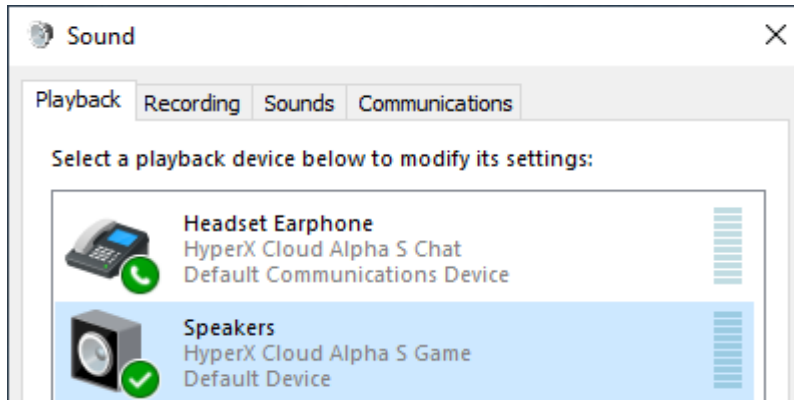 Sound
Playback Recording Sounds Communications
Select a playback device below to modify its settings:
Headset Earphone
HyperX Cloud Alpha S Chat
Default Communications Device
Speakers
HyperX Cloud Alpha S Game
Default Device